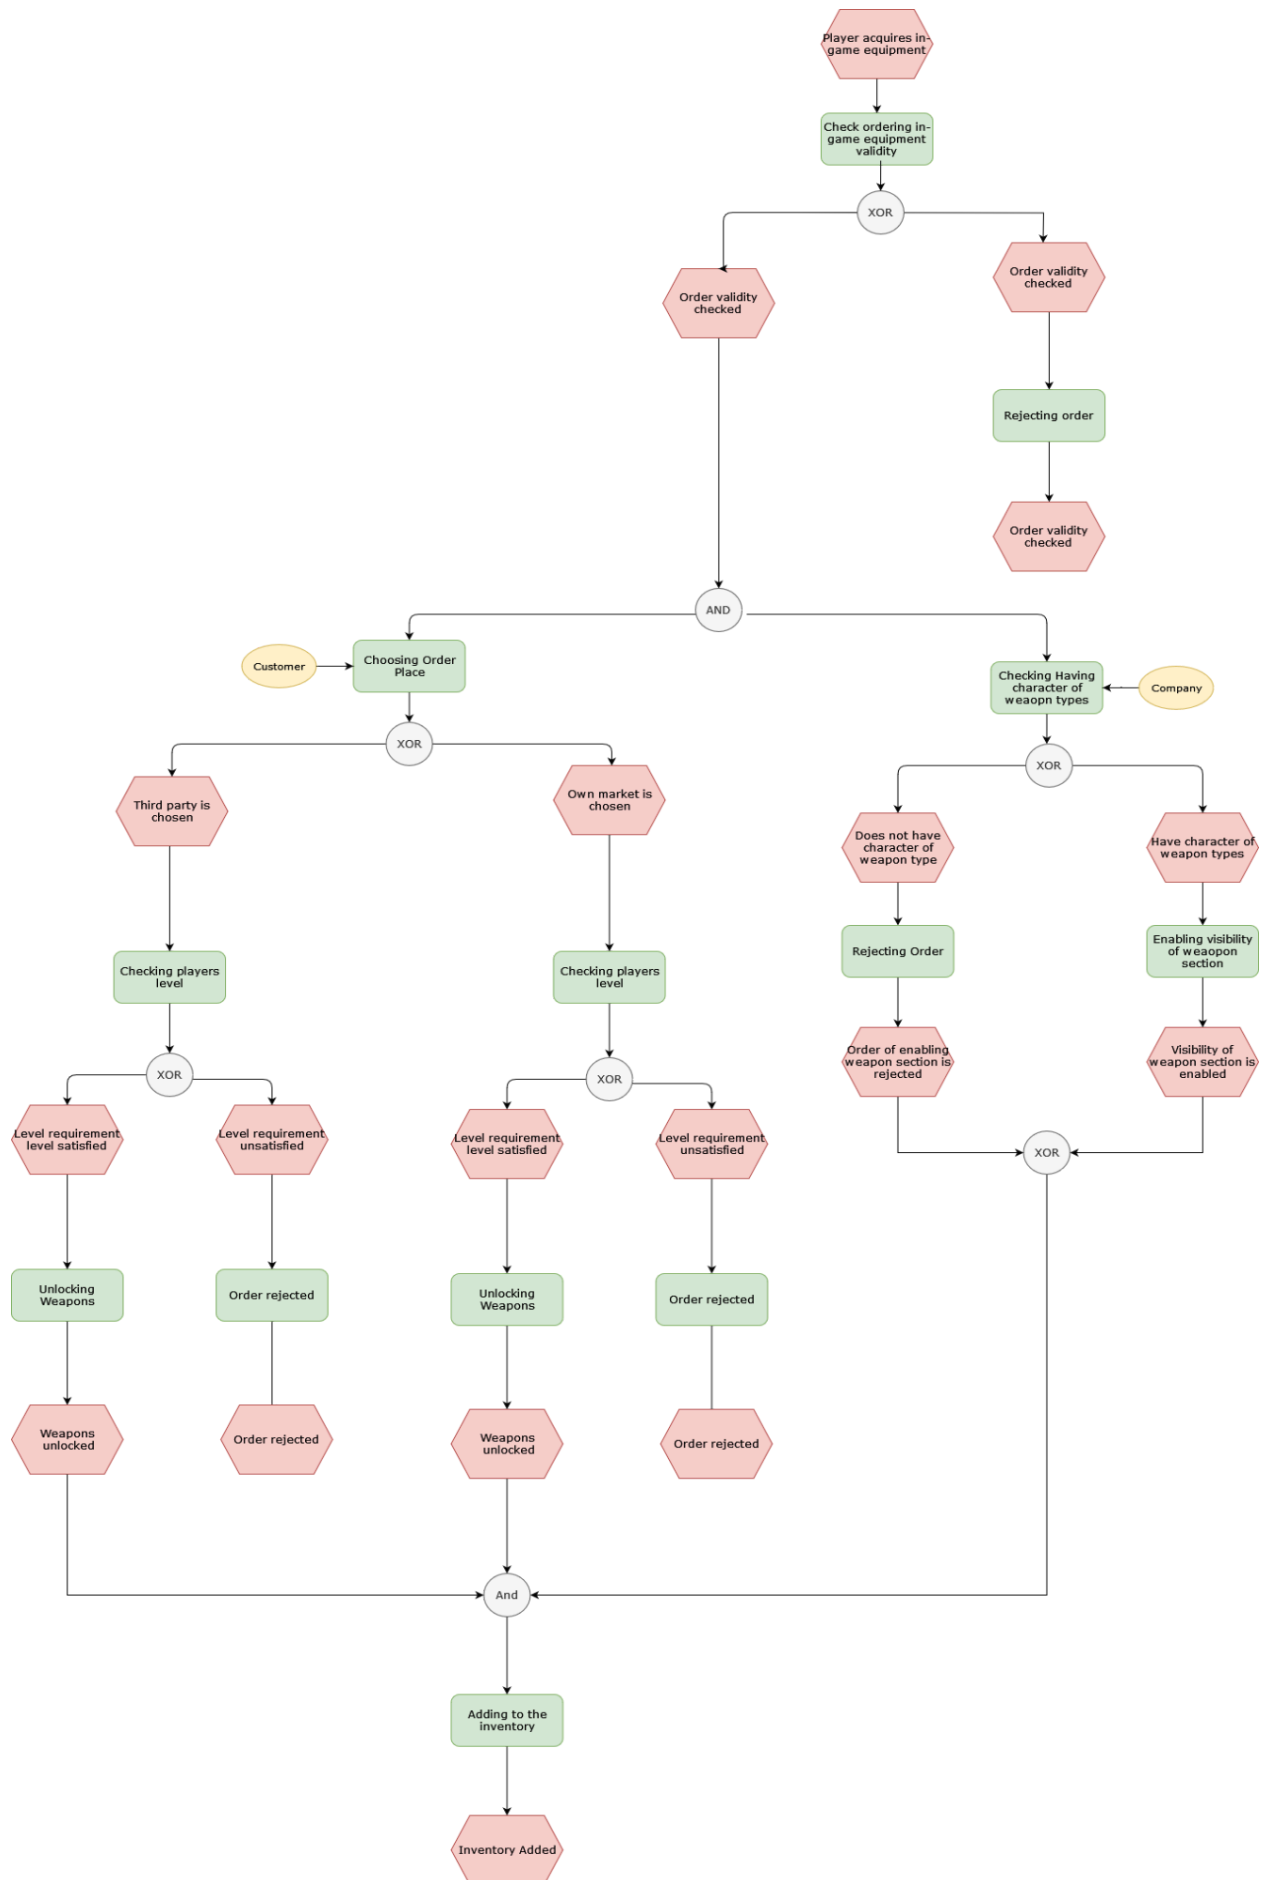 Player acquires in-
game equipment
Check ordering in-
game equipment
validity
XOR
Order validity
checked
Order validity
checked
Rejecting order
Order validity
checked
AND
Customer
Choosing Order
Place
Checking Having
character of
weaopn types
Company
XOR
XOR
Third party is
chosen
Own market is
chosen
Does not have
character of
weapon type
Have character of
weapon types
Checking players
level
Checking players
level
Rejecting Order
Enabling visibility
of weaopon
section
XOR
XOR
Order of enabling
weapon section is
rejected
Visibility of
weapon section is
enabled
Level requirement
level satisfied
Level requirement
unsatisfied
Level requirement
level satisfied
Level requirement
unsatisfied
XOR
Unlocking
Weapons
Order rejected
Unlocking
Weapons
Order rejected
Weapons
unlocked
Order rejected
Weapons
unlocked
Order rejected
And
Adding to the
inventory
Inventory Added